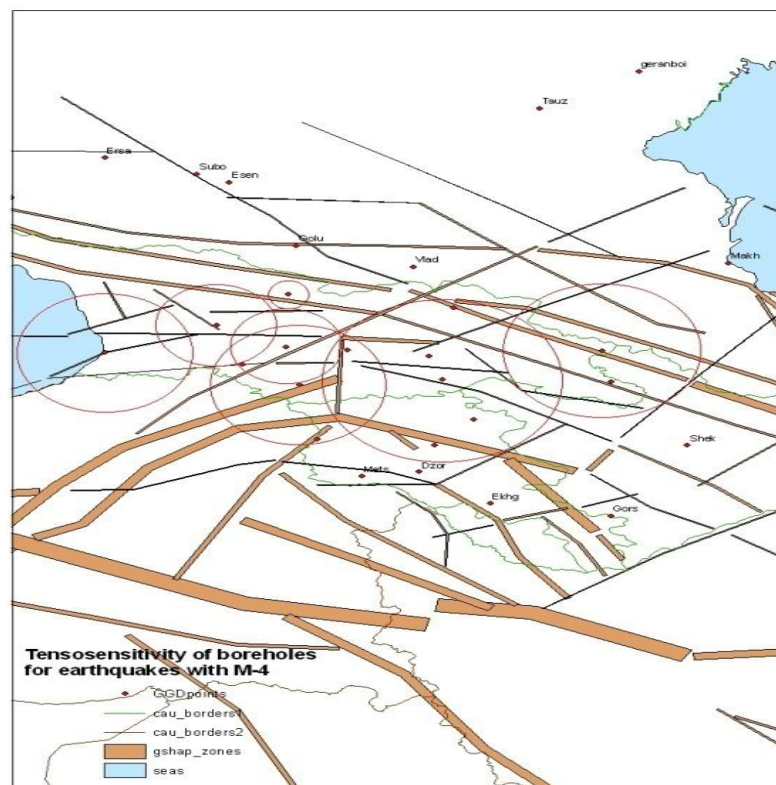 geranboi
Tauz
Ersa
Subo
Esen
Golu
Vlad
Makh
Shek
Mets
Dzor
Ekhg
Gors
Tensosensitivity of boreholes
for earthquakes with M-4
GGDpoints
cau_borders1
cau_borders2
gshap_zones
seas